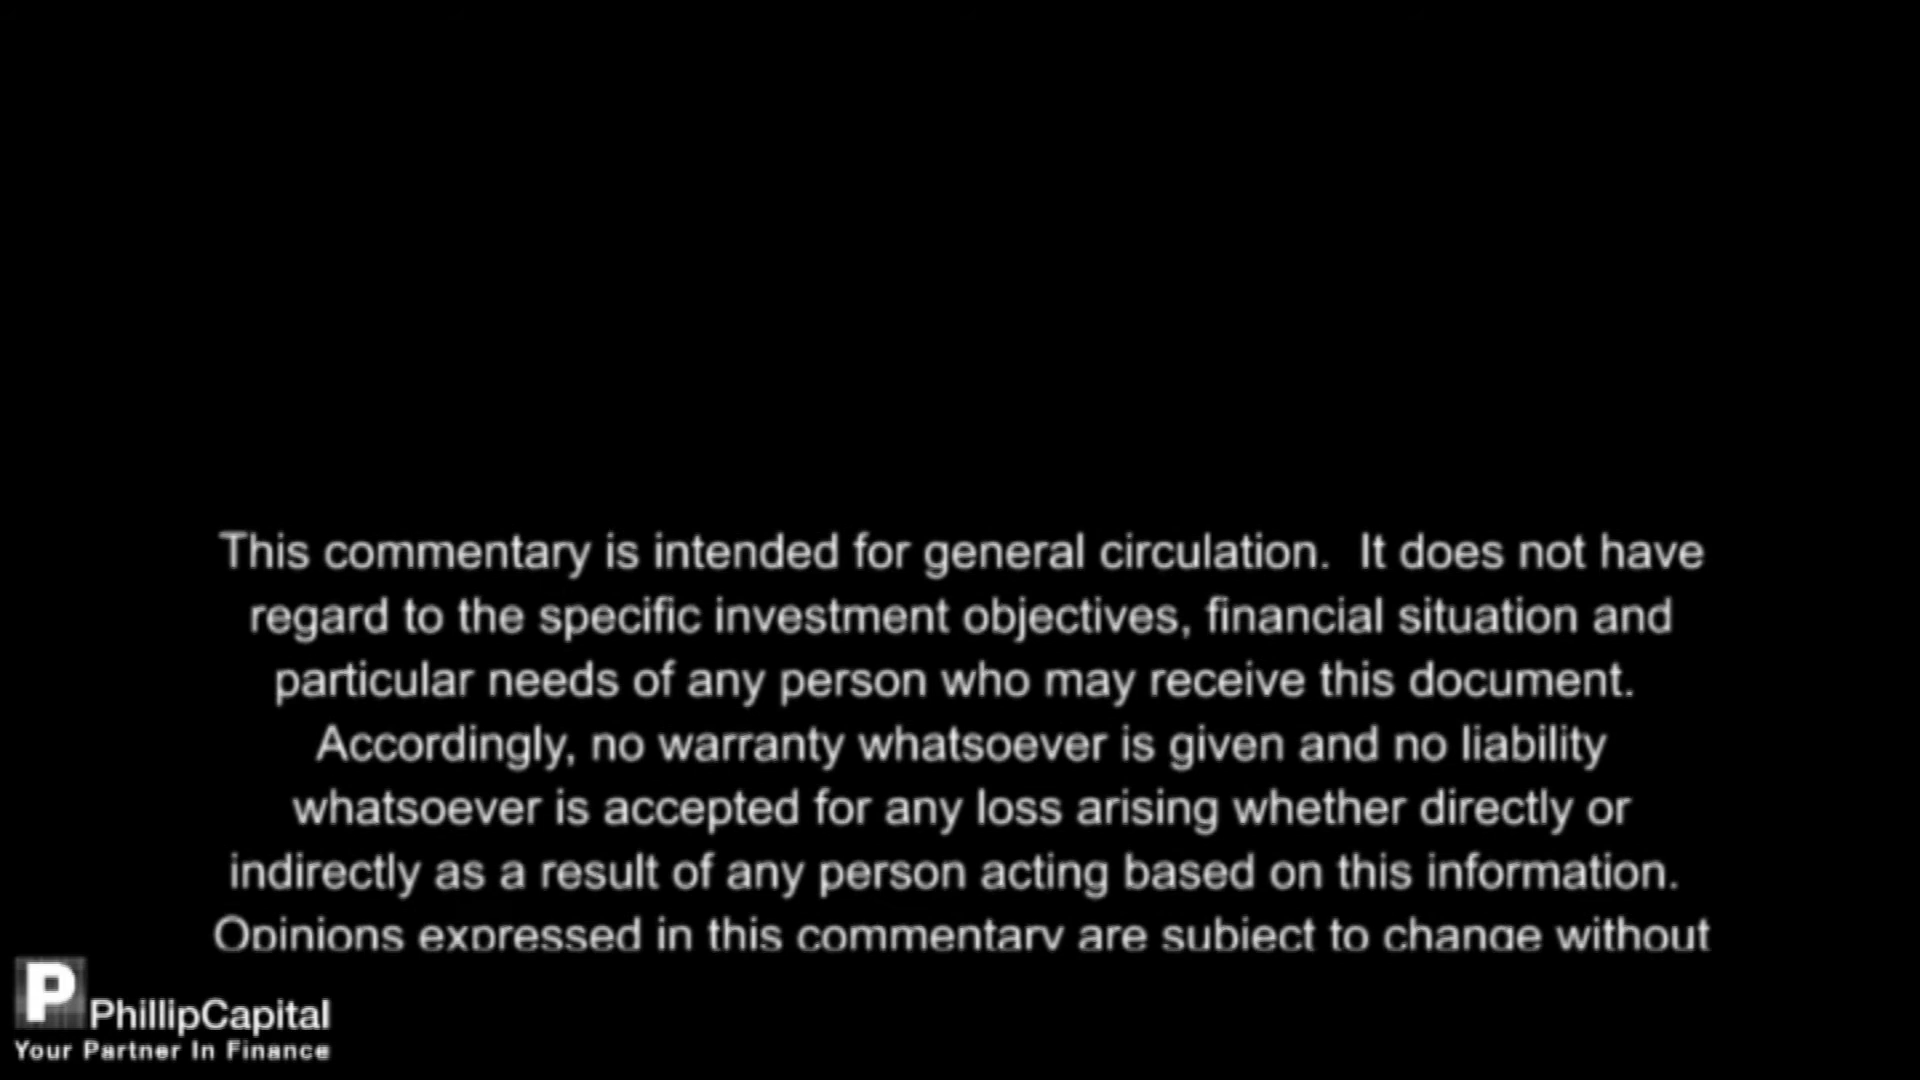 This commentary is intended for general circulation.  It does not have
regard to the specific investment objectives, financial situation and
particular needs of any person who may receive this document.
Accordingly, no warranty whatsoever is given and no liability
whatsoever is accepted for any loss arising whether directly or
indirectly as a result of any person acting based on this information.
Opinions expressed in this commentary are subject to change without
P PhillipCapital
Your Partner In Finance